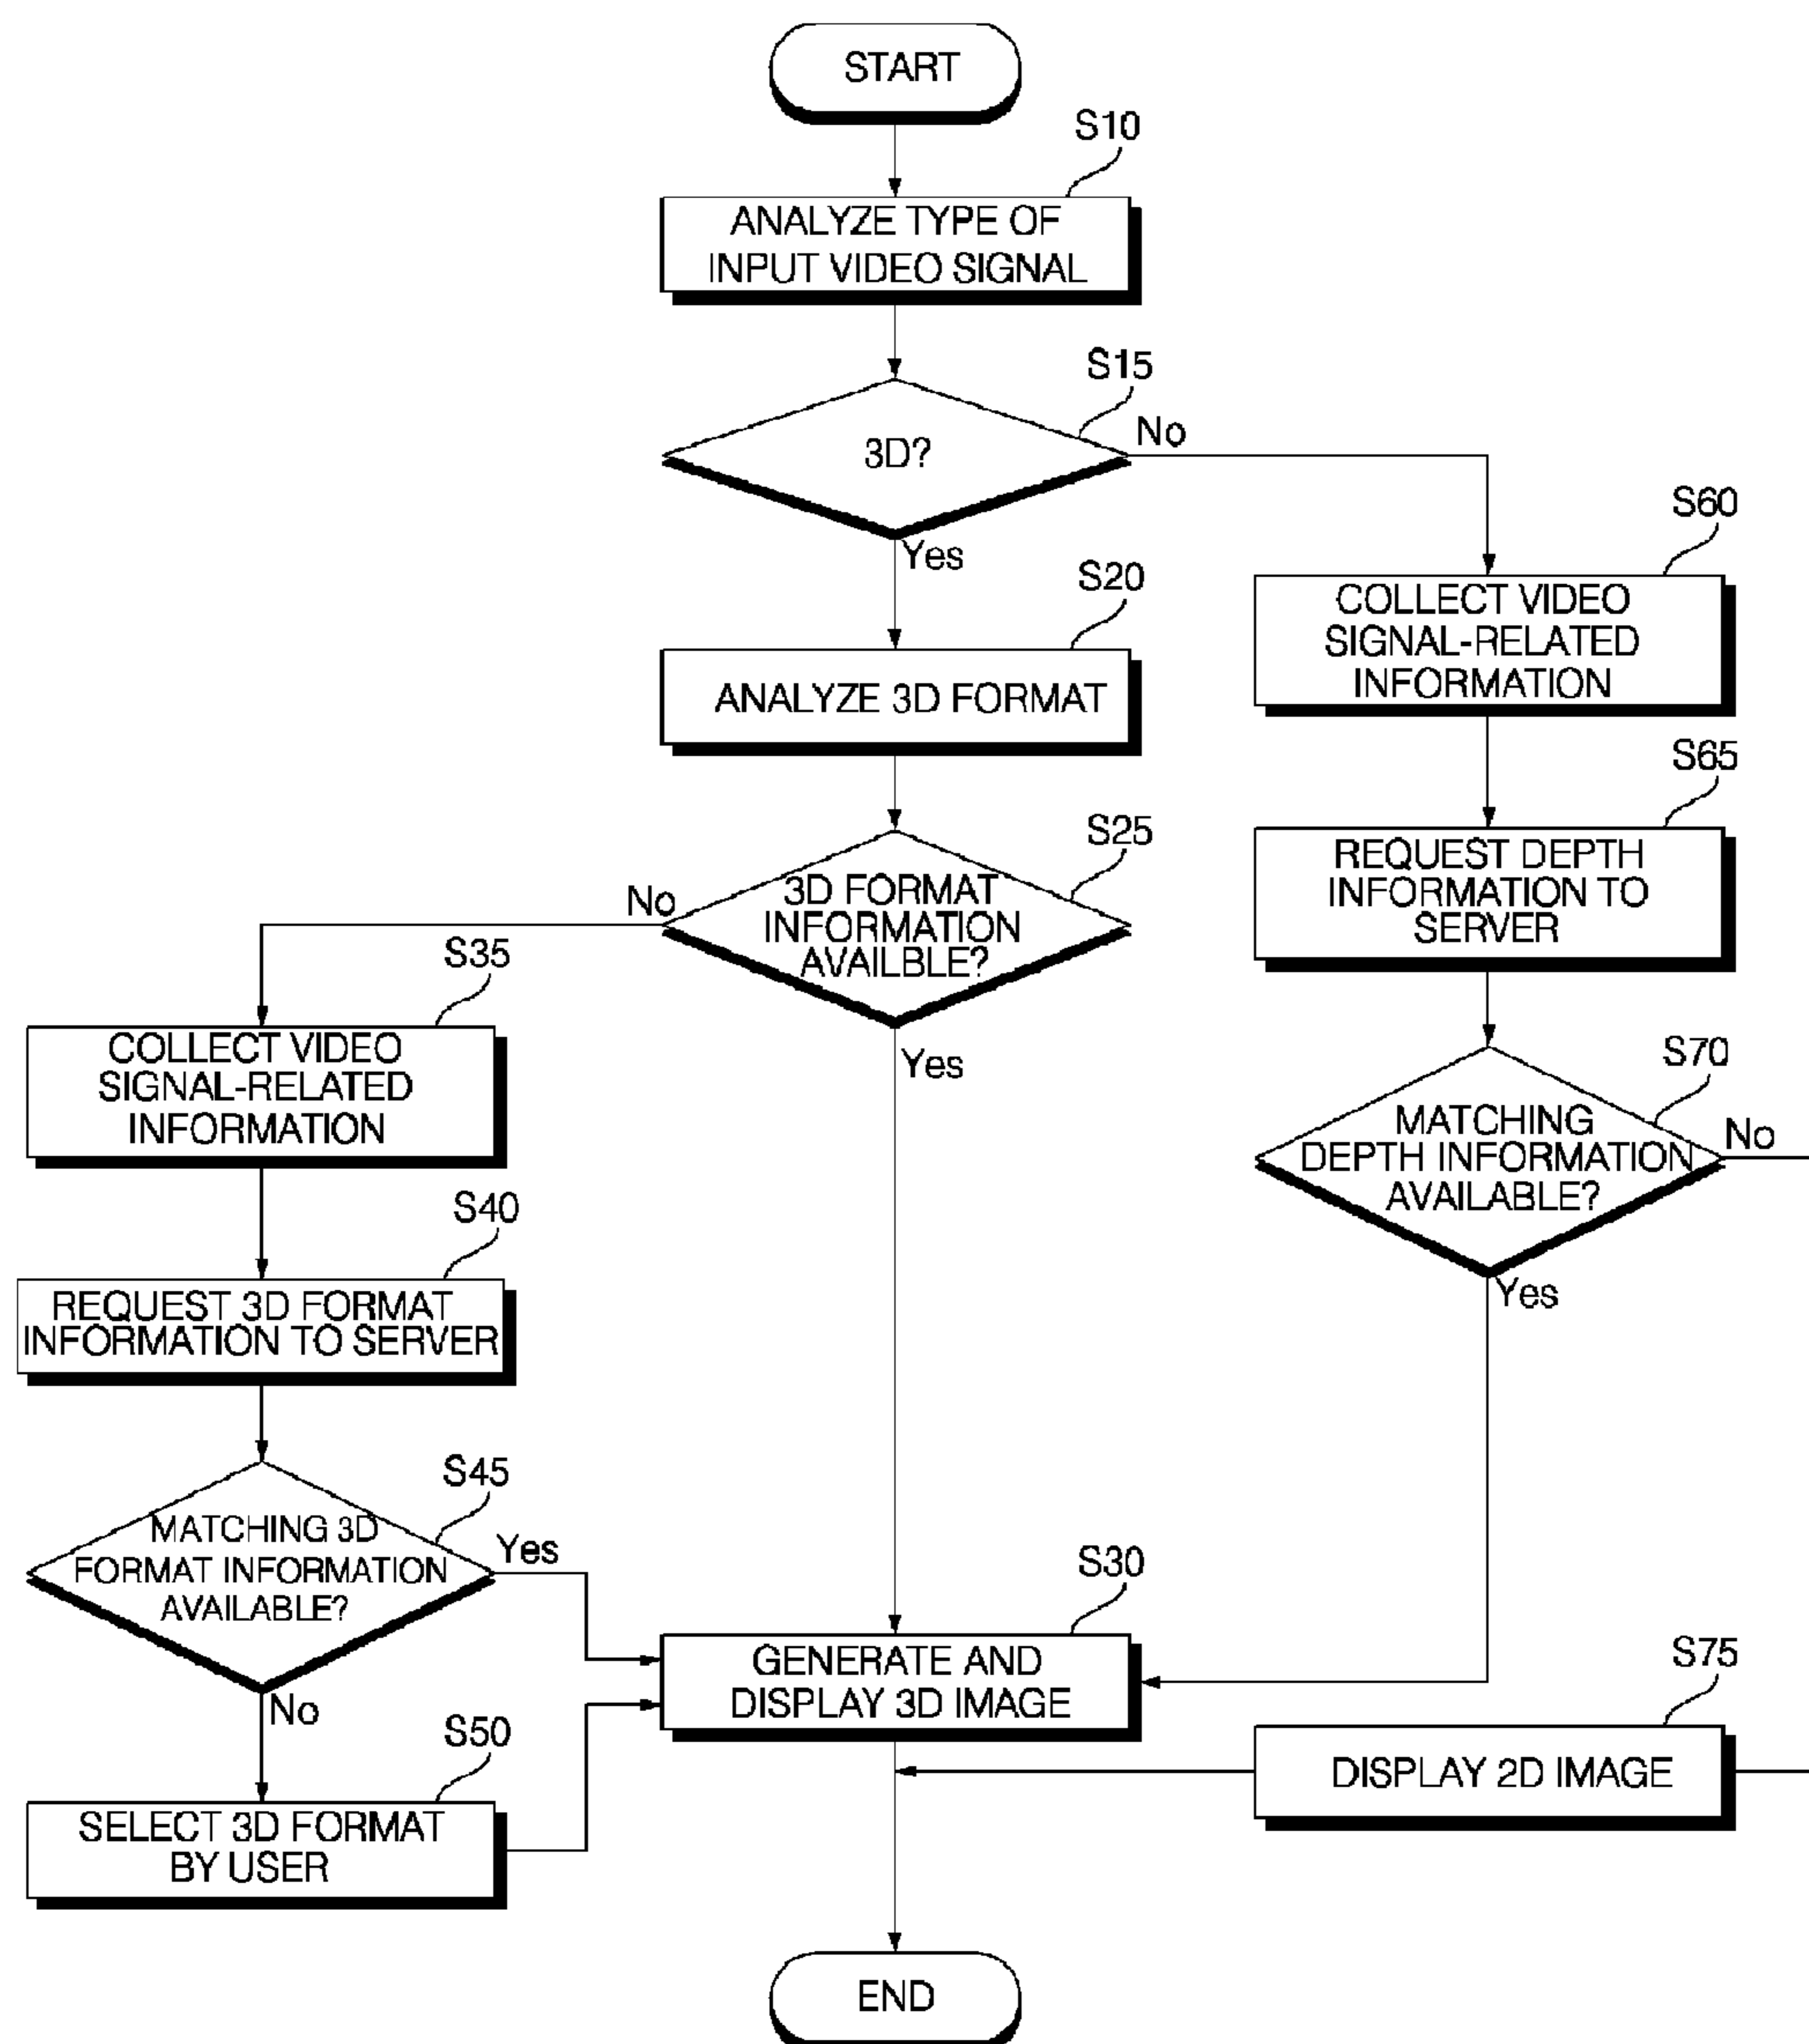 START
S10
ANALYZE TYPE OF
INPUT VIDEO SIGNAL
S15
3D?
No
Yes
S60
COLLECT VIDEO
SIGNAL-RELATED
INFORMATION
S20
ANALYZE 3D FORMAT
S65
REQUEST DEPTH
INFORMATION TO
SERVER
S25
3D FORMAT
INFORMATION
AVAILBLE?
No
Yes
S35
COLLECT VIDEO
SIGNAL-RELATED
INFORMATION
S70
MATCHING
DEPTH INFORMATION
AVAILABLE?
No
Yes
S40
REQUEST 3D FORMAT
INFORMATION TO SERVER
S45
MATCHING 3D
FORMAT INFORMATION
AVAILABLE?
Yes
No
S30
GENERATE AND
DISPLAY 3D IMAGE
S75
DISPLAY 2D IMAGE
S50
SELECT 3D FORMAT
BY USER
END